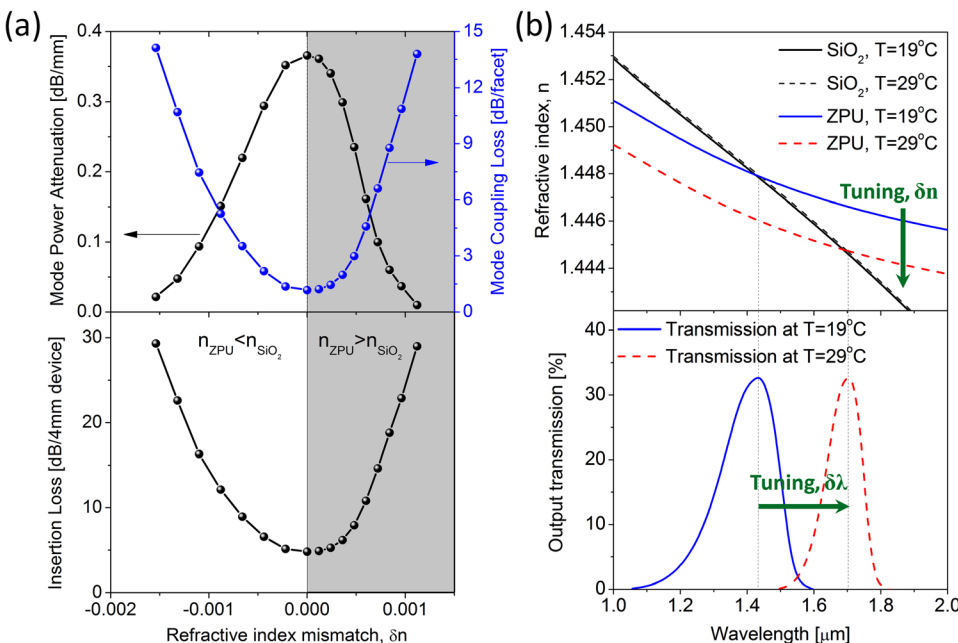 (a)
0.4
0.3
0.2
0.1
0.0
Mode Power Attenuation [dB/mm]
15
12
9
6
3
0
Mode Coupling Loss [dB/facet]
30
20
10
0
Insertion Loss [dB/4mm device]
n_ZPU<n_SiO₂
n_ZPU>n_SiO₂
-0.002
-0.001
0.000
0.001
Refractive index mismatch, δn
(b)
1.454
1.452
1.450
1.448
1.446
1.444
Refractive index, n
SiO₂, T=19°C
SiO₂, T=29°C
ZPU, T=19°C
ZPU, T=29°C
Tuning, δn
40
30
20
10
0
Output transmission [%]
Transmission at T=19°C
Transmission at T=29°C
Tuning, δλ
1.0
1.2
1.4
1.6
1.8
2.0
Wavelength [μm]